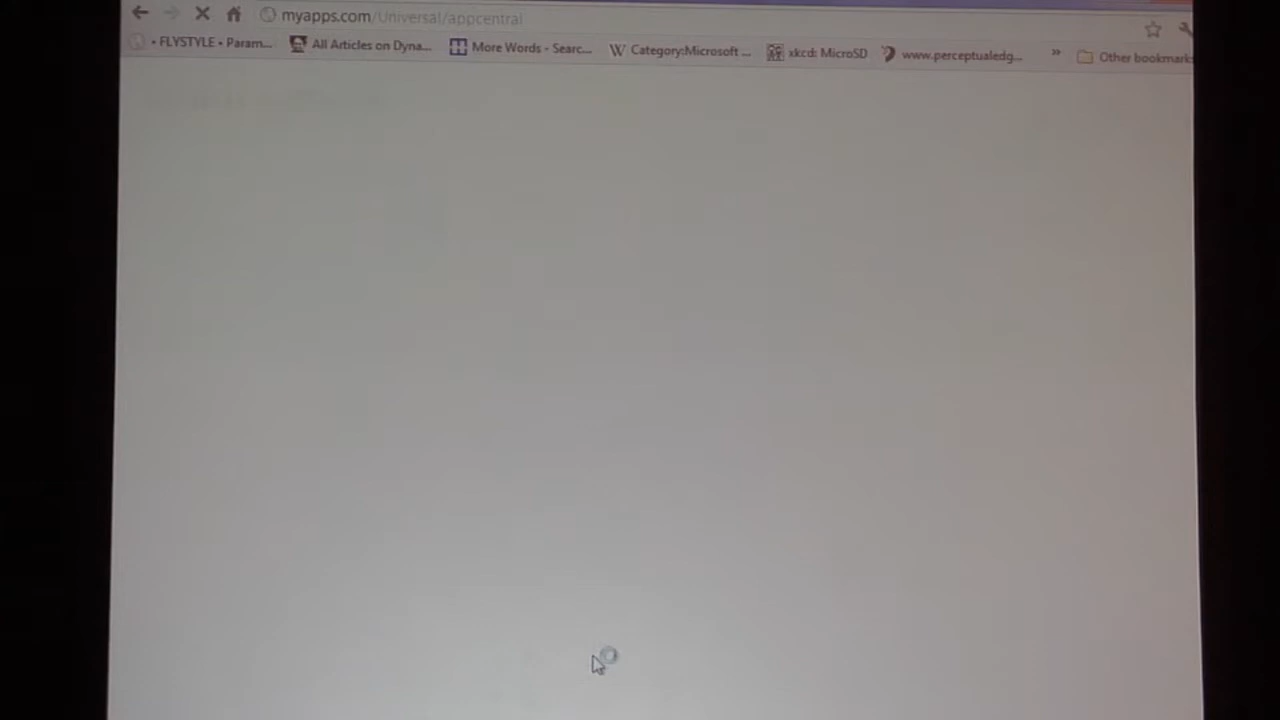 myapps.com/Universal/appcentral
• FLYSTYLE • Param... All Articles on Dyna... More Words - Searc... Category:Microsoft ... xkcd: MicroSD www.perceptualedg... » Other bookmarks